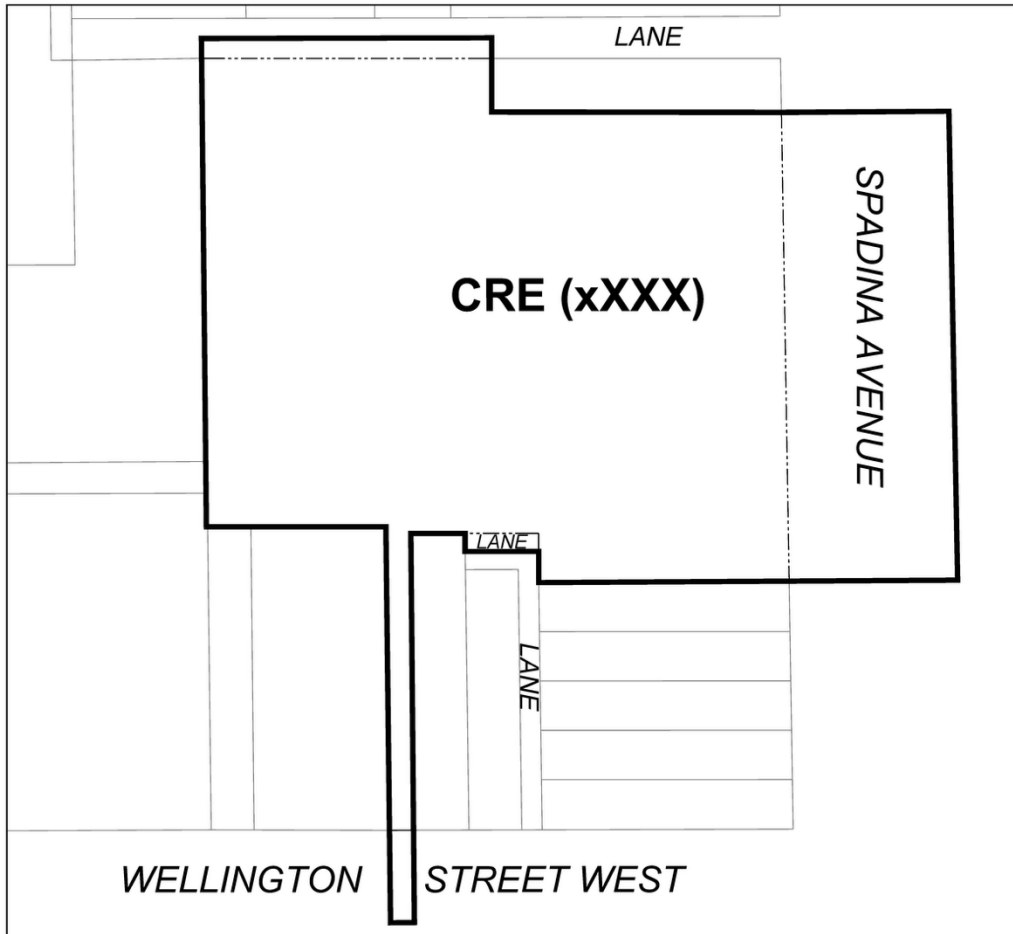 LANE
SPADINA AVENUE
CRE (xXXX)
LANE
LANE
WELLINGTON STREET WEST